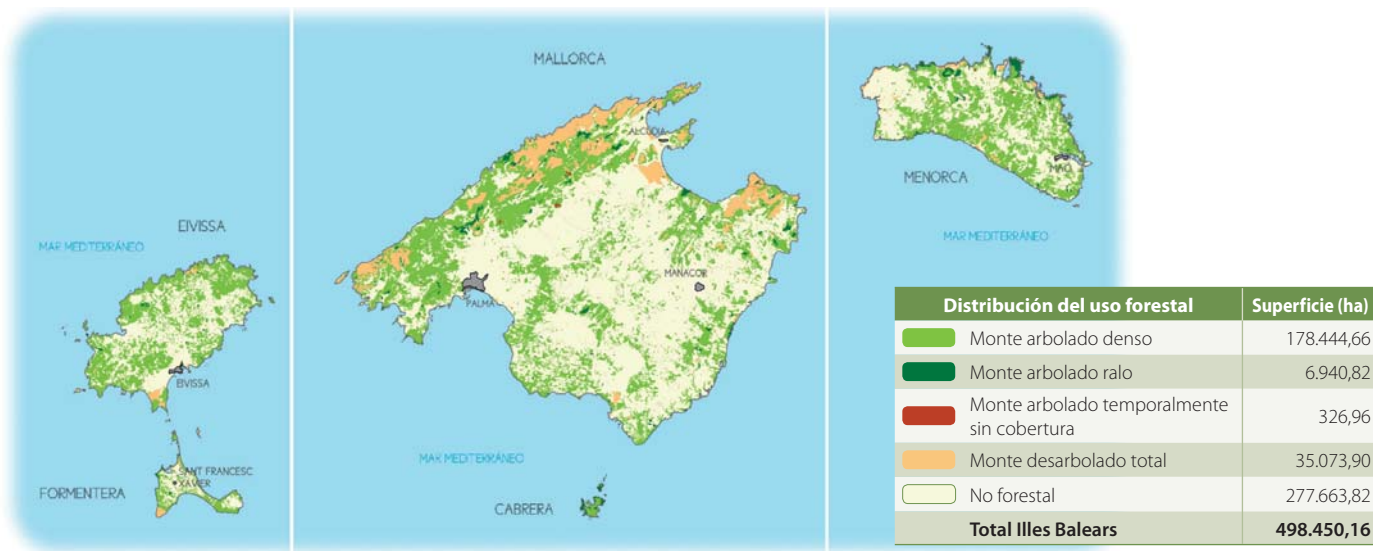 MALLORCA
ALCUDIA
MENORCA
MAÓ
EIVISSA
MAR MEDITERRÁNEO
MAR MEDITERRÁNEO
MANACOR
PALMA
EIVISSA
SANT FRANCESC
XAVIER
FORMENTERA
MAR MEDITERRÁNEO
CABRERA
Distribución del uso forestal Superficie (ha)
Monte arbolado denso 178.444,66
Monte arbolado ralo 6.940,82
Monte arbolado temporalmente
sin cobertura 326,96
Monte desarbolado total 35.073,90
No forestal 277.663,82
Total Illes Balears 498.450,16